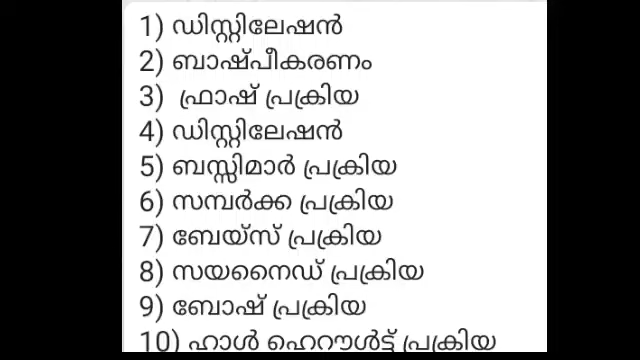 1) ഡിസ്റ്റിലേഷൻ
2) ബാഷ്പീകരണം
3) ഫ്രാഷ് പ്രക്രിയ
4) ഡിസ്റ്റിലേഷൻ
5) ബസ്സിമാർ പ്രക്രിയ
6) സമ്പർക്ക പ്രക്രിയ
7) ബേയ്സ് പ്രക്രിയ
8) സയനൈഡ് പ്രക്രിയ
9) ബോഷ് പ്രക്രിയ
10) ഹാൾ ഹെറൗൾട്ട് പ്രക്രിയ